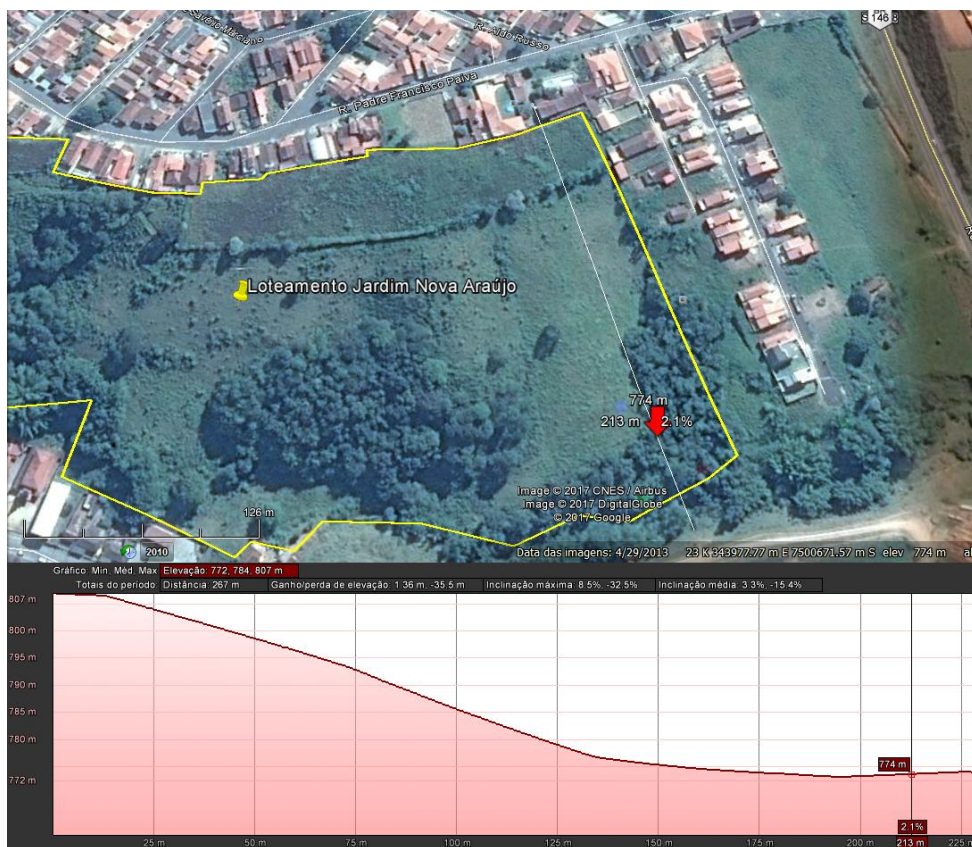 S 146 B
R. Aldo Russo
R. Padre Francisco Paiva
Loteamento Jardim Nova Araújo
774 m
213 m 2.1%
Image © 2017 CNES / Airbus
Image © 2017 DigitalGlobe
© 2017 Google
126 m
2010
Data das imagens: 4/29/2013 23 K 343977.77 m E 7500671.57 m S elev 774 m
Gráfico: Min, Méd, Max Elevação: 772, 784, 807 m
Totais do período: Distância: 267 m Ganho/perda de elevação: 1.36 m, -35.5 m Inclinação máxima: 8.5%, -32.5% Inclinação média: 3.3%, -15.4%
807 m
800 m
795 m
790 m
785 m
780 m
774 m
772 m
2.1%
25 m 50 m 75 m 100 m 125 m 150 m 175 m 200 m 213 m 225 m